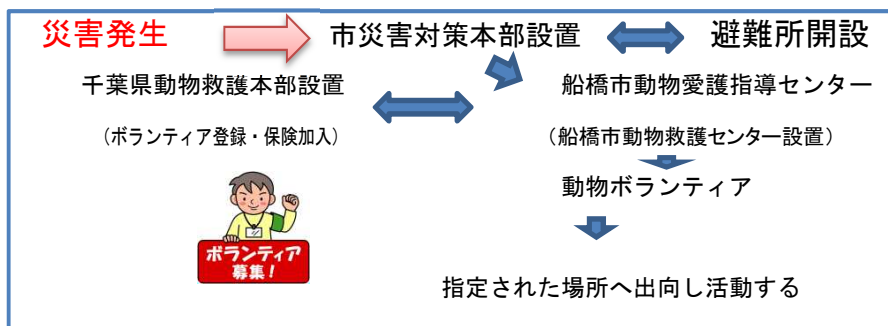 災害発生 市災害対策本部設置 避難所開設
千葉県動物救護本部設置 船橋市動物愛護指導センター
（ボランティア登録・保険加入） （船橋市動物救護センター設置）
動物ボランティア
ボランティア
募集！
指定された場所へ出向し活動する